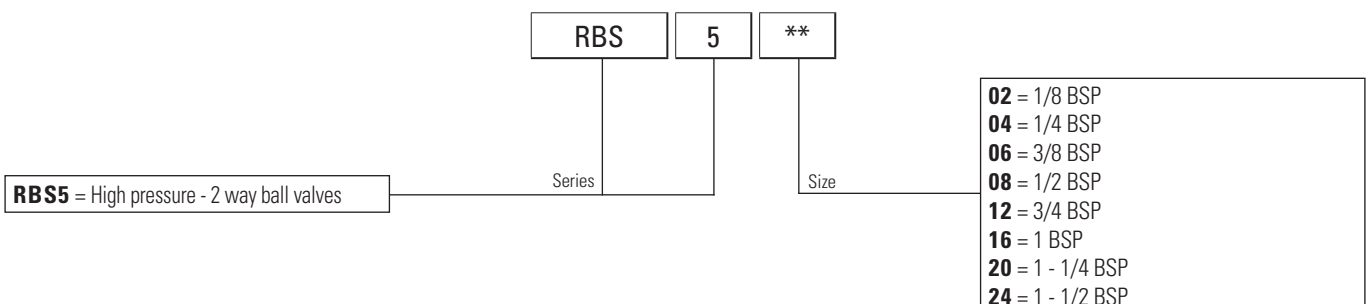 RBS 5 **
Series
Size
RBS5 = High pressure - 2 way ball valves
02 = 1/8 BSP
04 = 1/4 BSP
06 = 3/8 BSP
08 = 1/2 BSP
12 = 3/4 BSP
16 = 1 BSP
20 = 1 - 1/4 BSP
24 = 1 - 1/2 BSP